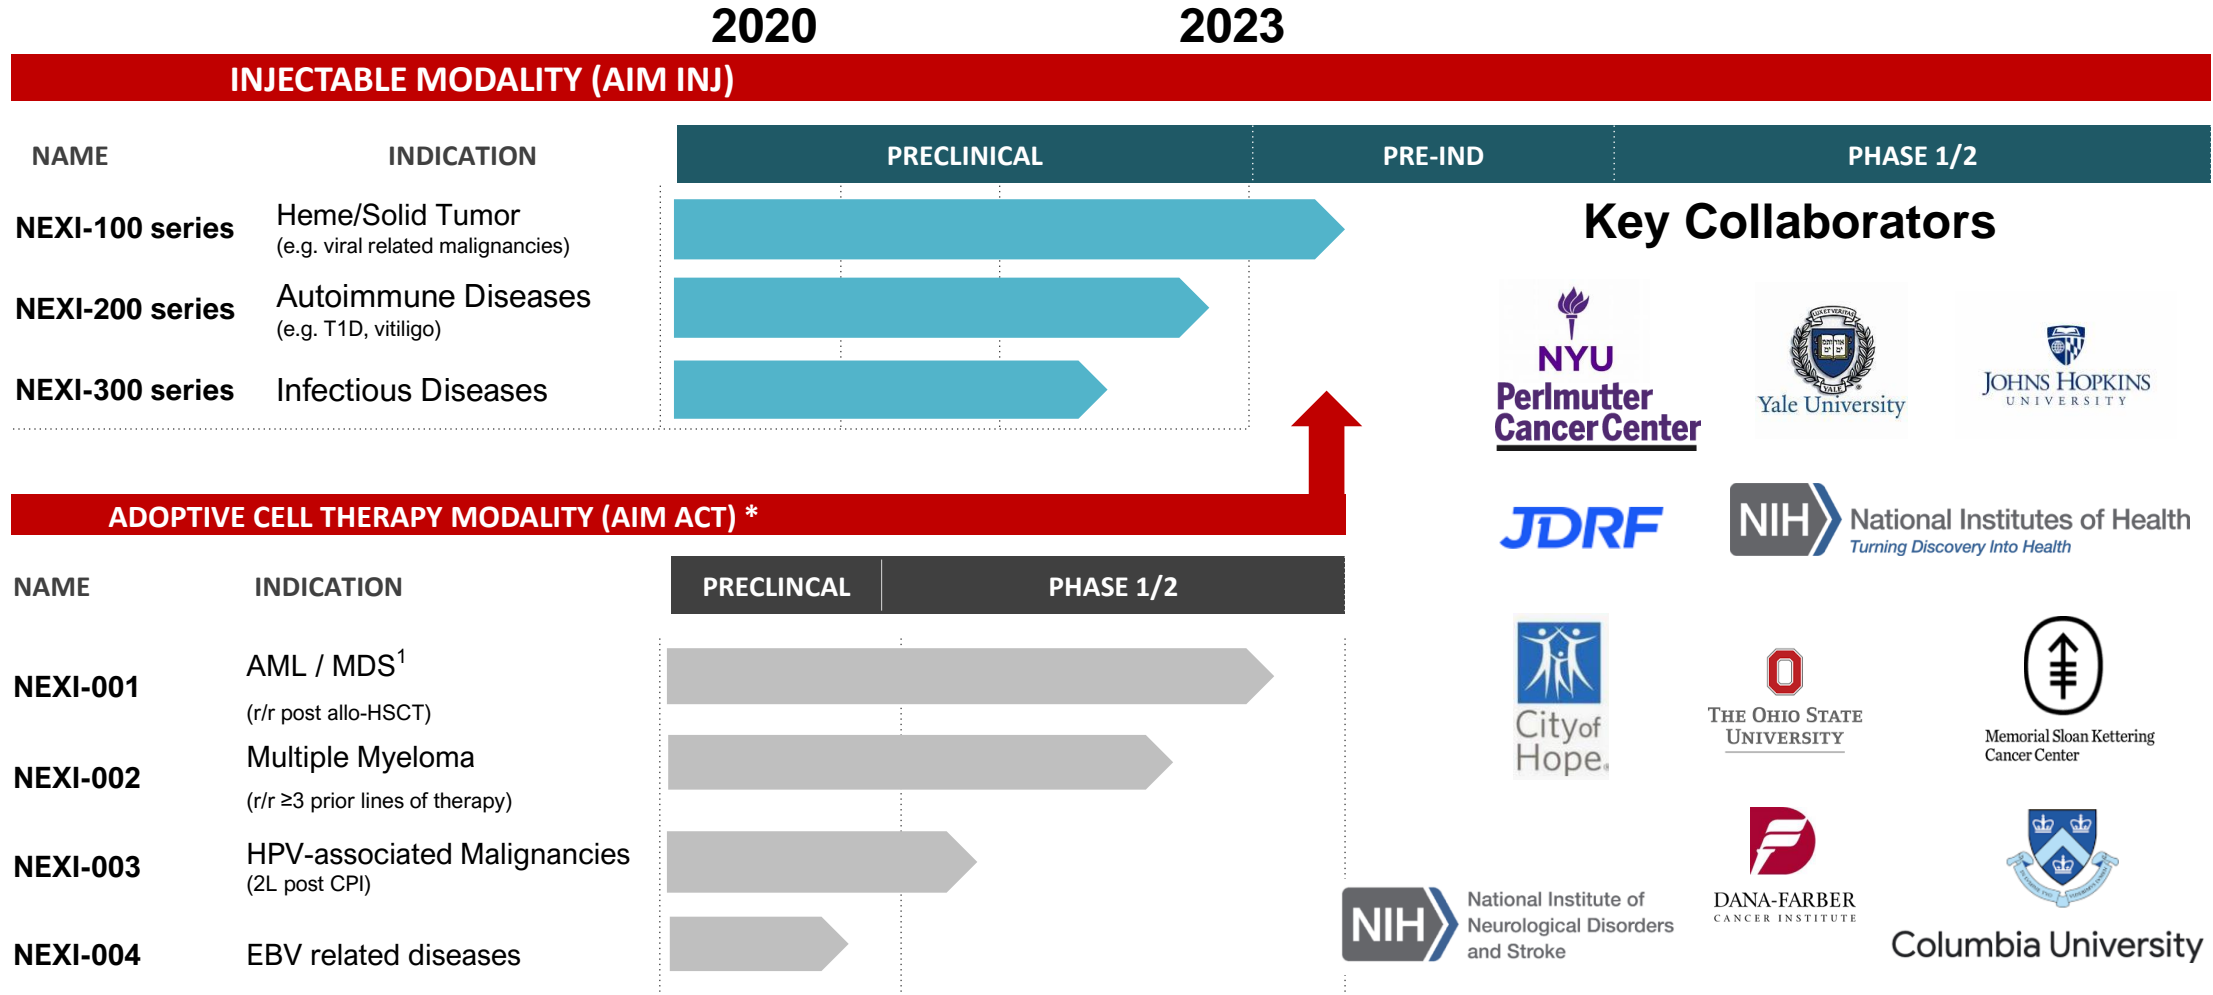 2020 2023
INJECTABLE MODALITY (AIM INJ)
NAME INDICATION PRECLINICAL PRE-IND PHASE 1/2
NEXI-100 series
Heme/Solid Tumor
(e.g. viral related malignancies)
NEXI-200 series
Autoimmune Diseases
(e.g. T1D, vitiligo)
NEXI-300 series
Infectious Diseases
ADOPTIVE CELL THERAPY MODALITY (AIM ACT) *
NAME INDICATION PRECLINCAL PHASE 1/2
NEXI-001
AML / MDS¹
(r/r post allo-HSCT)
NEXI-002
Multiple Myeloma
(r/r ≥3 prior lines of therapy)
NEXI-003
HPV-associated Malignancies
(2L post CPI)
NEXI-004
EBV related diseases
Key Collaborators
NYU
Perlmutter
Cancer Center
YALE
Yale University
JOHNS HOPKINS
UNIVERSITY
JDRF
NIH
National Institutes of Health
Turning Discovery Into Health
City of
Hope.
O
THE OHIO STATE
UNIVERSITY
Memorial Sloan Kettering
Cancer Center
NIH
National Institute of
Neurological Disorders
and Stroke
DANA-FARBER
CANCER INSTITUTE
Columbia University